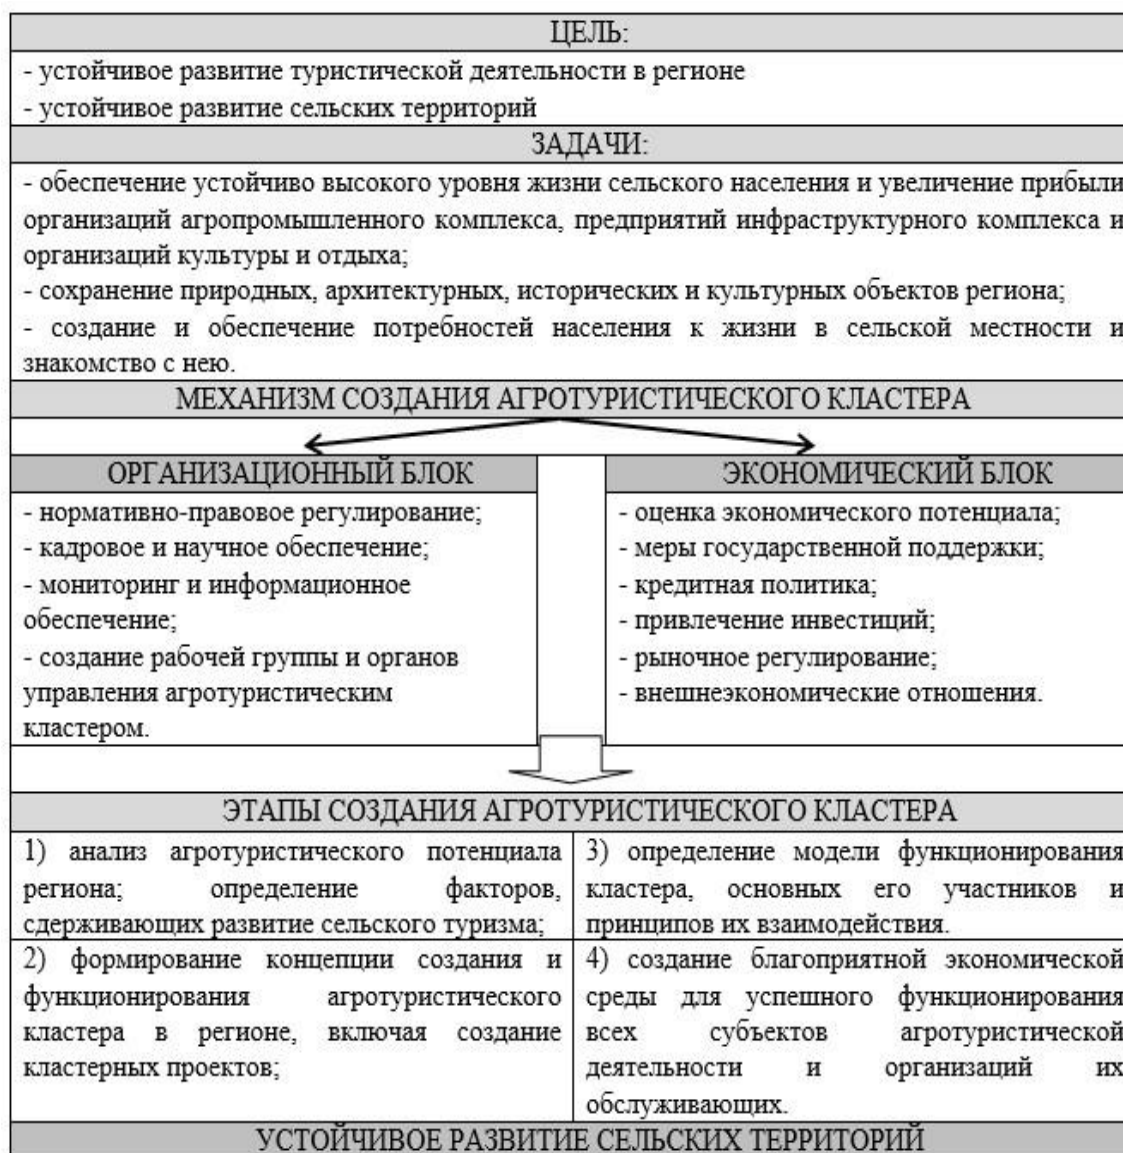 ЦЕЛЬ:
- устойчивое развитие туристической деятельности в регионе
- устойчивое развитие сельских территорий
ЗАДАЧИ:
- обеспечение устойчиво высокого уровня жизни сельского населения и увеличение прибыли
организаций агропромышленного комплекса, предприятий инфраструктурного комплекса и
организаций культуры и отдыха;
- сохранение природных, архитектурных, исторических и культурных объектов региона;
- создание и обеспечение потребностей населения к жизни в сельской местности и
знакомство с нею.
МЕХАНИЗМ СОЗДАНИЯ АГРОТУРИСТИЧЕСКОГО КЛАСТЕРА
ОРГАНИЗАЦИОННЫЙ БЛОК
- нормативно-правовое регулирование;
- кадровое и научное обеспечение;
- мониторинг и информационное
обеспечение;
- создание рабочей группы и органов
управления агротуристическим
кластером.
ЭКОНОМИЧЕСКИЙ БЛОК
- оценка экономического потенциала;
- меры государственной поддержки;
- кредитная политика;
- привлечение инвестиций;
- рыночное регулирование;
- внешнеэкономические отношения.
ЭТАПЫ СОЗДАНИЯ АГРОТУРИСТИЧЕСКОГО КЛАСТЕРА
1) анализ агротуристического потенциала
региона; определение факторов,
сдерживающих развитие сельского туризма;
2) формирование концепции создания и
функционирования агротуристического
кластера в регионе, включая создание
кластерных проектов;
3) определение модели функционирования
кластера, основных его участников и
принципов их взаимодействия.
4) создание благоприятной экономической
среды для успешного функционирования
всех субъектов агротуристической
деятельности и организаций их
обслуживающих.
УСТОЙЧИВОЕ РАЗВИТИЕ СЕЛЬСКИХ ТЕРРИТОРИЙ